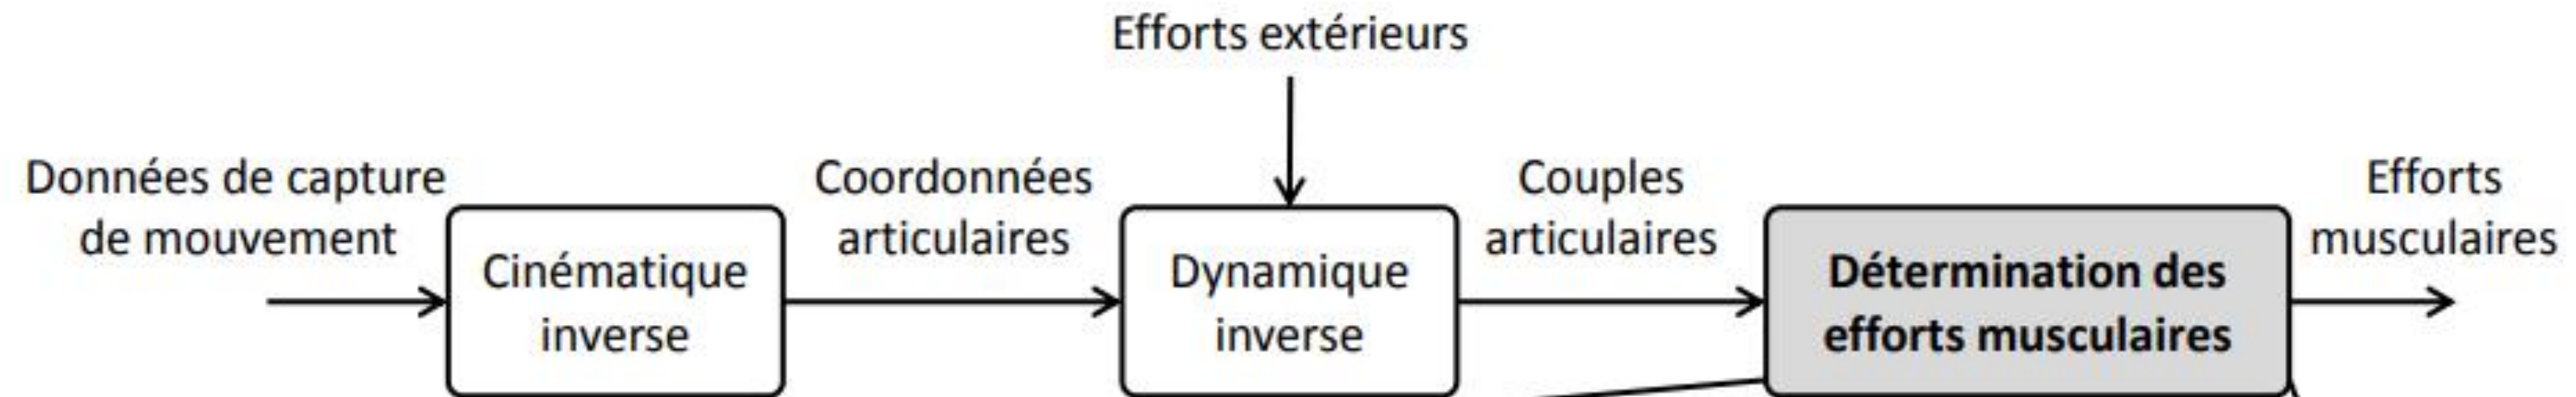 Efforts extérieurs
Données de capture
de mouvement
Cinématique
inverse
Coordonnées
articulaires
Dynamique
inverse
Couples
articulaires
Détermination des
efforts musculaires
Efforts
musculaires